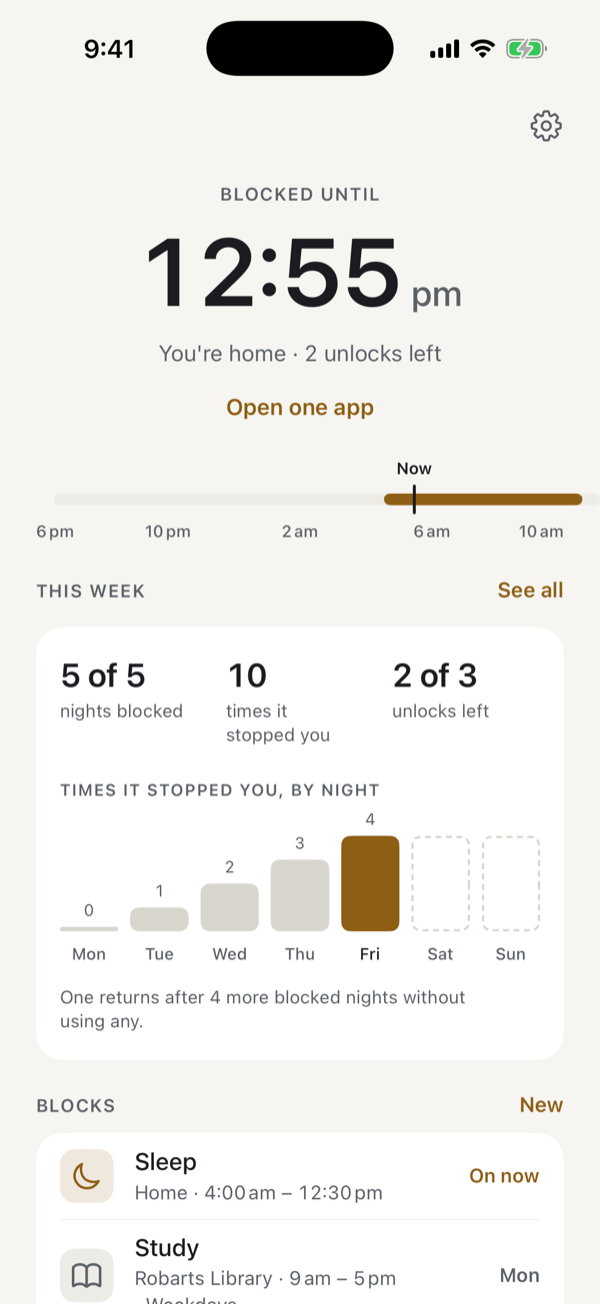 9:41
BLOCKED UNTIL
12:55 pm
You're home · 2 unlocks left
Open one app
Now
6 pm 10 pm 2 am 6 am 10 am
THIS WEEK See all
5 of 5 10 2 of 3
nights blocked times it unlocks left
stopped you
TIMES IT STOPPED YOU, BY NIGHT
0 1 2 3 4
Mon Tue Wed Thu Fri Sat Sun
One returns after 4 more blocked nights without
using any.
BLOCKS New
Sleep
Home · 4:00 am – 12:30 pm On now
Study
Robarts Library · 9 am – 5 pm Mon
· Weekdays